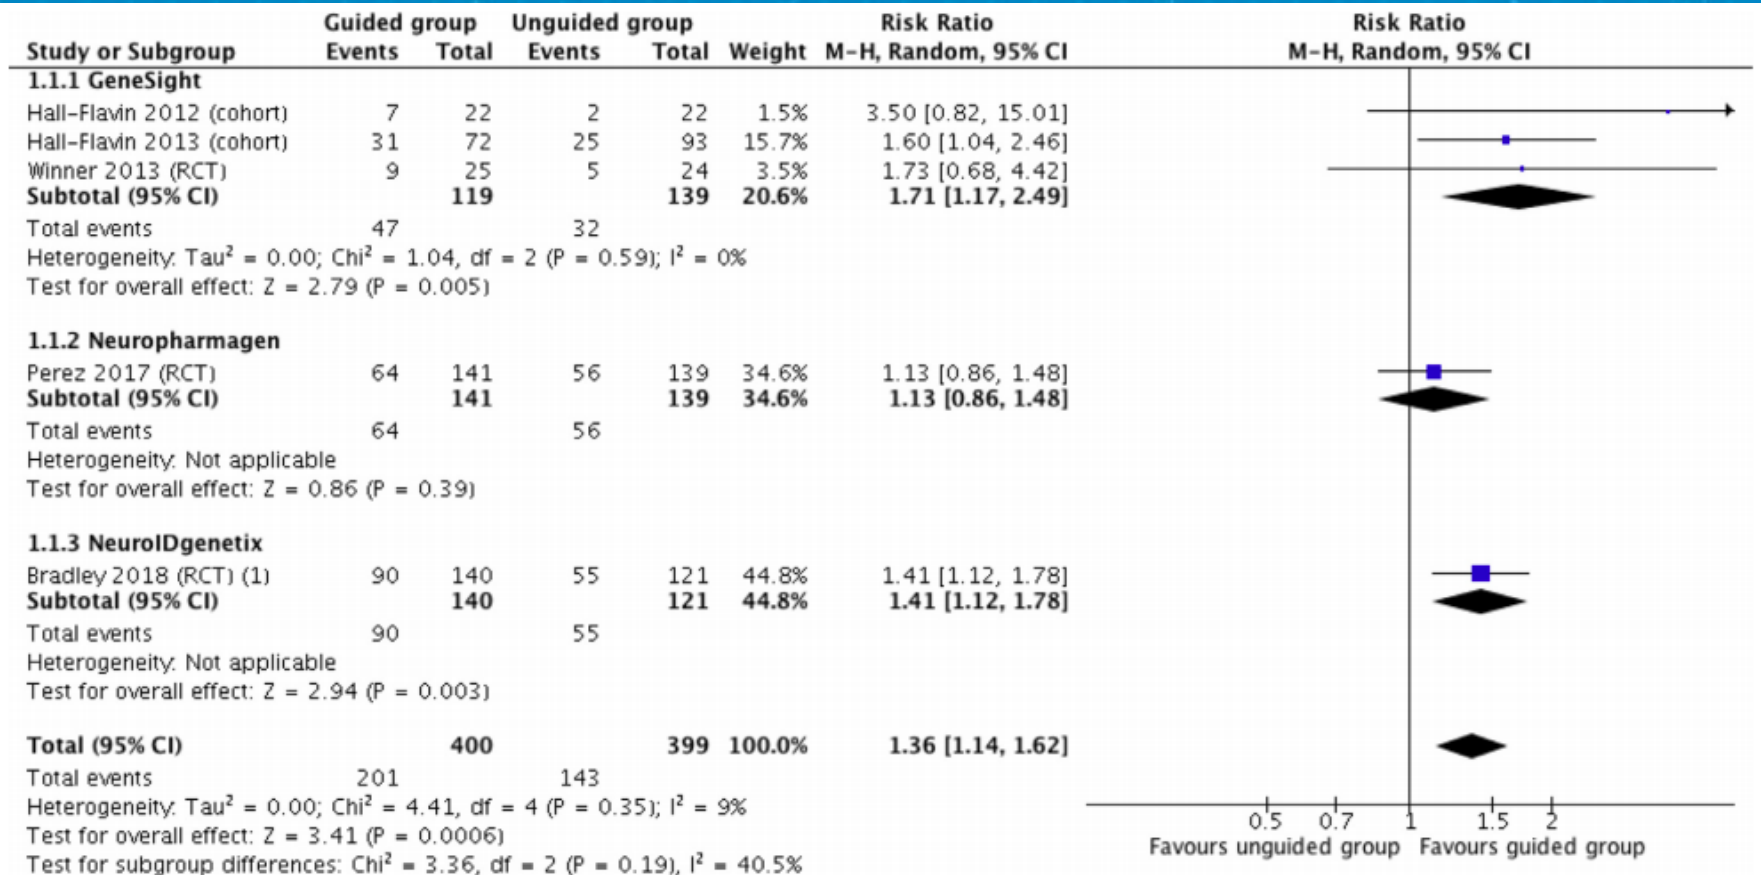 Guided group Unguided group Risk Ratio Risk Ratio
Study or Subgroup Events Total Events Total Weight M-H, Random, 95% CI M-H, Random, 95% CI
1.1.1 GeneSight
Hall-Flavin 2012 (cohort) 7 22 2 22 1.5% 3.50 [0.82, 15.01]
Hall-Flavin 2013 (cohort) 31 72 25 93 15.7% 1.60 [1.04, 2.46]
Winner 2013 (RCT) 9 25 5 24 3.5% 1.73 [0.68, 4.42]
Subtotal (95% CI) 119 139 20.6% 1.71 [1.17, 2.49]
Total events 47 32
Heterogeneity: Tau² = 0.00; Chi² = 1.04, df = 2 (P = 0.59); I² = 0%
Test for overall effect: Z = 2.79 (P = 0.005)
1.1.2 Neuropharmagen
Perez 2017 (RCT) 64 141 56 139 34.6% 1.13 [0.86, 1.48]
Subtotal (95% CI) 141 139 34.6% 1.13 [0.86, 1.48]
Total events 64 56
Heterogeneity: Not applicable
Test for overall effect: Z = 0.86 (P = 0.39)
1.1.3 NeuroIDgenetix
Bradley 2018 (RCT) (1) 90 140 55 121 44.8% 1.41 [1.12, 1.78]
Subtotal (95% CI) 140 121 44.8% 1.41 [1.12, 1.78]
Total events 90 55
Heterogeneity: Not applicable
Test for overall effect: Z = 2.94 (P = 0.003)
Total (95% CI) 400 399 100.0% 1.36 [1.14, 1.62]
Total events 201 143
Heterogeneity: Tau² = 0.00; Chi² = 4.41, df = 4 (P = 0.35); I² = 9%
Test for overall effect: Z = 3.41 (P = 0.0006)
Test for subgroup differences: Chi² = 3.36, df = 2 (P = 0.19), I² = 40.5%
0.5 0.7 1 1.5 2
Favours unguided group Favours guided group